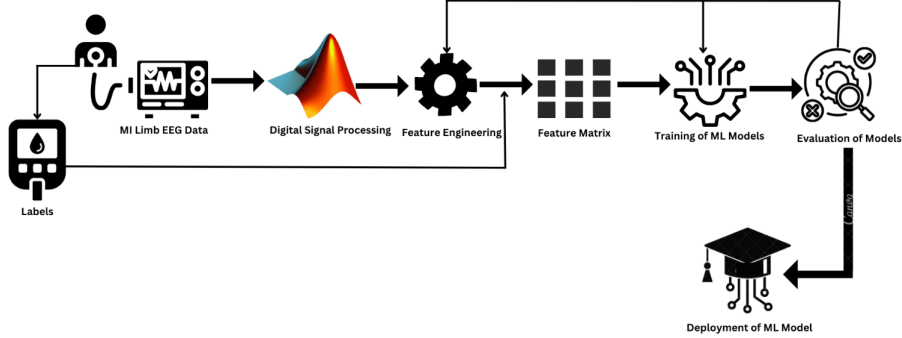 MI Limb EEG Data
Digital Signal Processing
Feature Engineering
Feature Matrix
Training of ML Models
Evaluation of Models
Labels
Canva
Deployment of ML Model